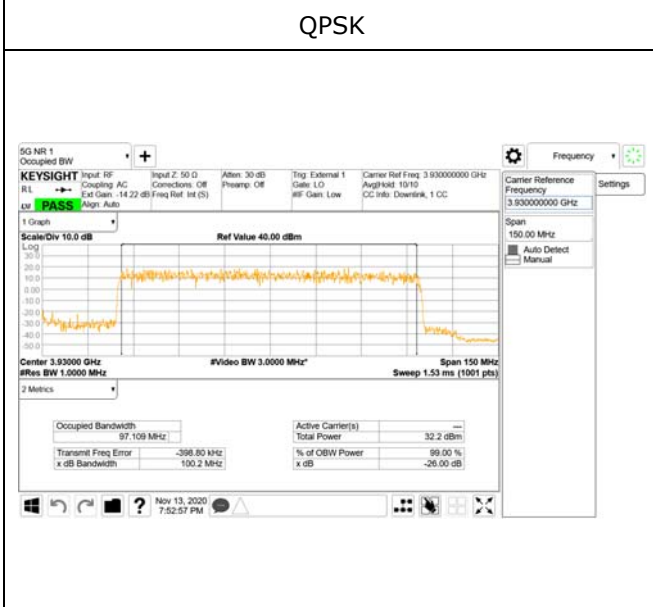 QPSK
5G NR 1
Occupied BW
+
Frequency
KEYSIGHT Input: RF Input Z: 50 Ω Atten: 30 dB Trig: External 1 Carrier Ref Freq: 3.930000000 GHz
RL Coupling: AC Corrections: Off Preamp: Off Gate: LO Avg|Hold: 10/10
Ext Gain: -14.22 dB Freq Ref: Int (S) #IF Gain: Low CC Info: Downlink, 1 CC
PASS Align: Auto
Carrier Reference
Frequency
3.930000000 GHz
Settings
Span
150.00 MHz
Auto Detect
Manual
1 Graph
Scale/Div 10.0 dB Ref Value 40.00 dBm
Log
30.0
20.0
10.0
0.00
-10.0
-20.0
-30.0
-40.0
-50.0
Center 3.93000 GHz #Video BW 3.0000 MHz* Span 150 MHz
#Res BW 1.0000 MHz Sweep 1.53 ms (1001 pts)
2 Metrics
Occupied Bandwidth
97.109 MHz
Transmit Freq Error -398.80 kHz
x dB Bandwidth 100.2 MHz
Active Carrier(s) ---
Total Power 32.2 dBm
% of OBW Power 99.00 %
x dB -26.00 dB
? Nov 13, 2020
7:52:57 PM